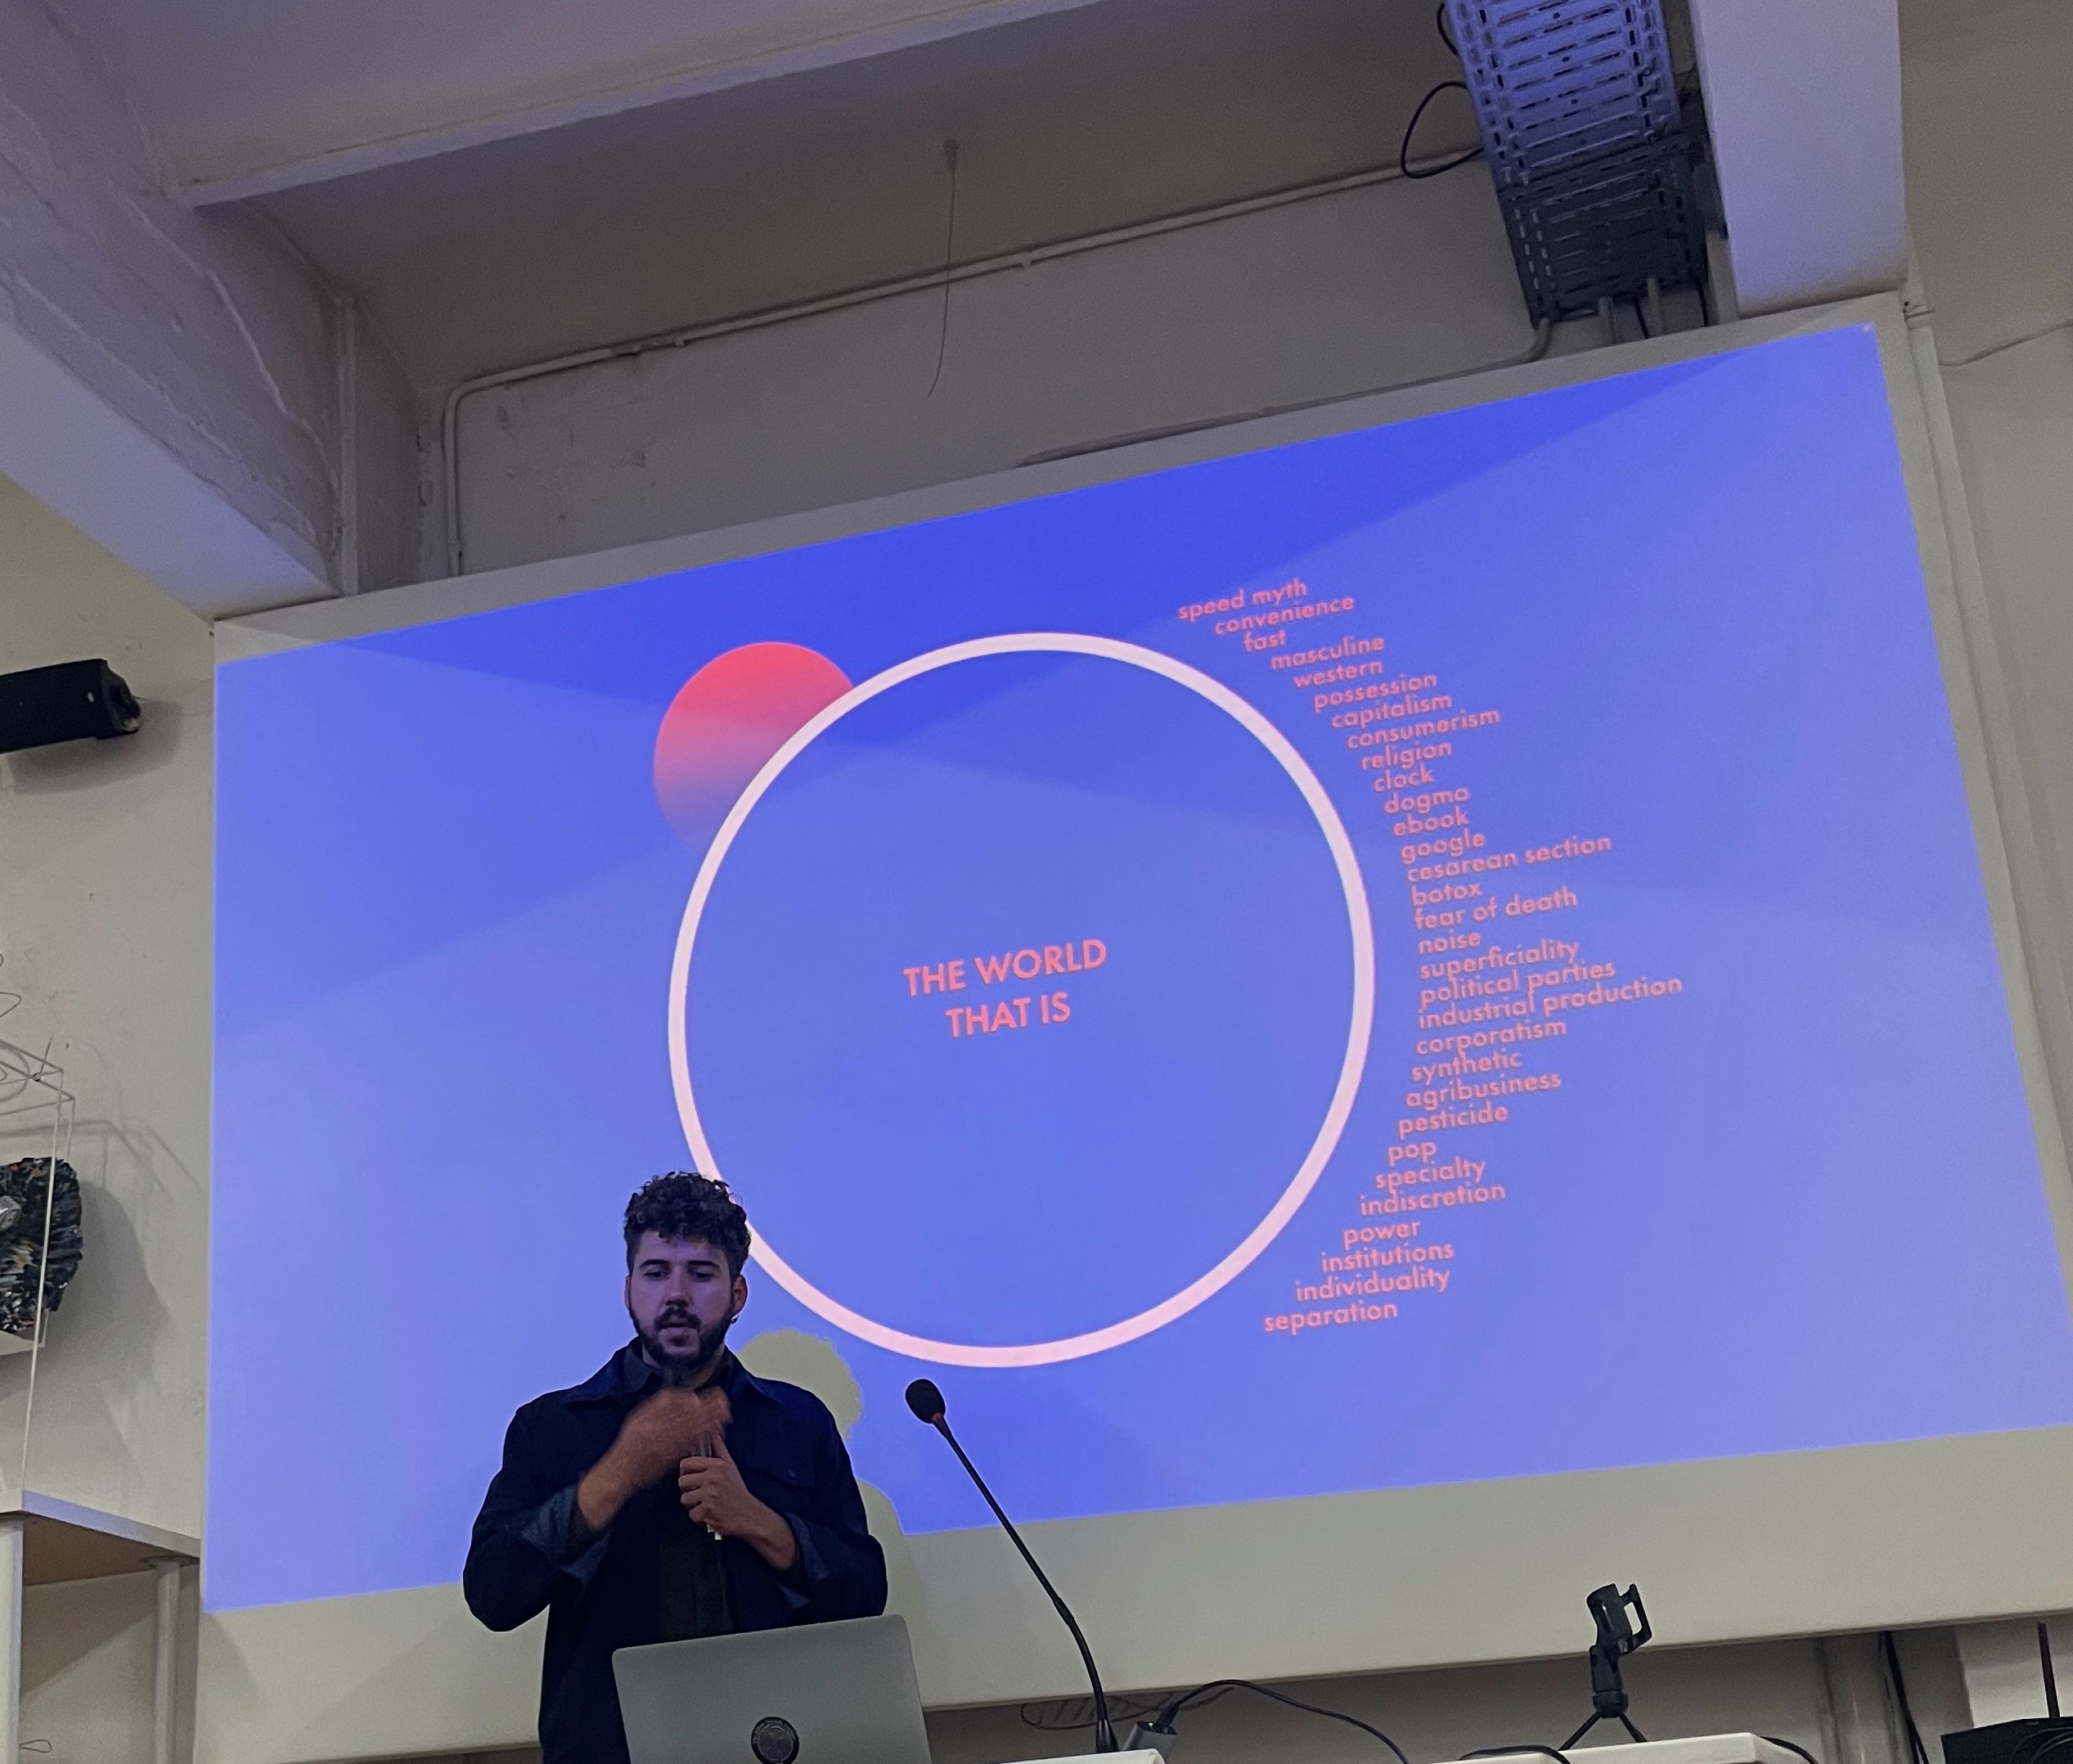 speed myth
convenience
fast
masculine
western
possession
capitalism
consumerism
religion
clock
dogma
ebook
google
cesarean section
botox
fear of death
noise
superficiality
political parties
industrial production
corporatism
synthetic
agribusiness
pesticide
pop
specialty
indiscretion
power
institutions
individuality
separation
THE WORLD
THAT IS